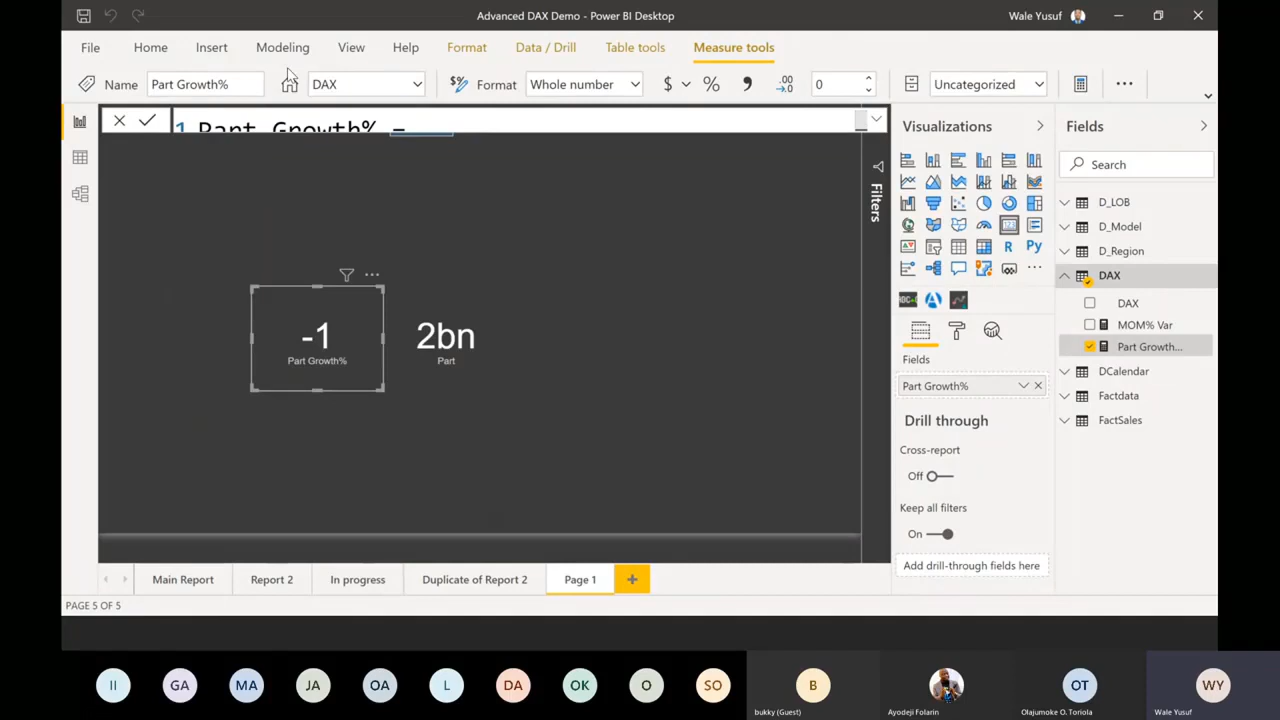 Advanced DAX Demo - Power BI Desktop
Wale Yusuf
File Home Insert Modeling View Help Format Data / Drill Table tools Measure tools
Name Part Growth% DAX Format Whole number $ % 0 Uncategorized
1 Part Growth% =
Visualizations
Fields
Search
Filters
R Py
D_LOB
D_Model
D_Region
DAX
DAX
MOM% Var
Part Growth...
DCalendar
Factdata
FactSales
-1
Part Growth%
2bn
Part
Fields
Part Growth%
Drill through
Cross-report
Off
Keep all filters
On
Add drill-through fields here
Main Report Report 2 In progress Duplicate of Report 2 Page 1
PAGE 5 OF 5
II GA MA JA OA L DA OK O SO B OT WY
bukky (Guest) Ayodeji Folarin Olajumoke O. Toriola Wale Yusuf